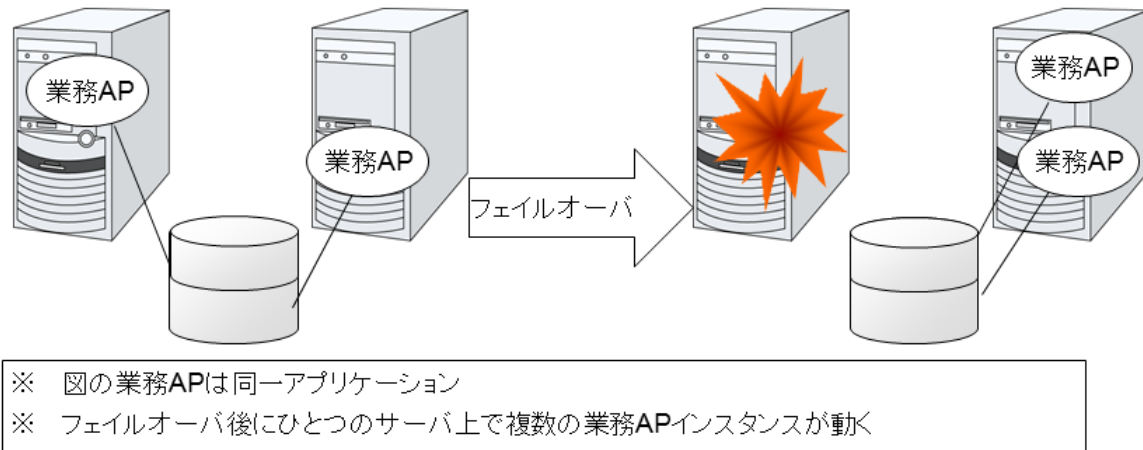 業務AP
業務AP
フェイルオーバ
業務AP
業務AP
※ 図の業務APは同一アプリケーション
※ フェイルオーバ後にひとつのサーバ上で複数の業務APインスタンスが動く